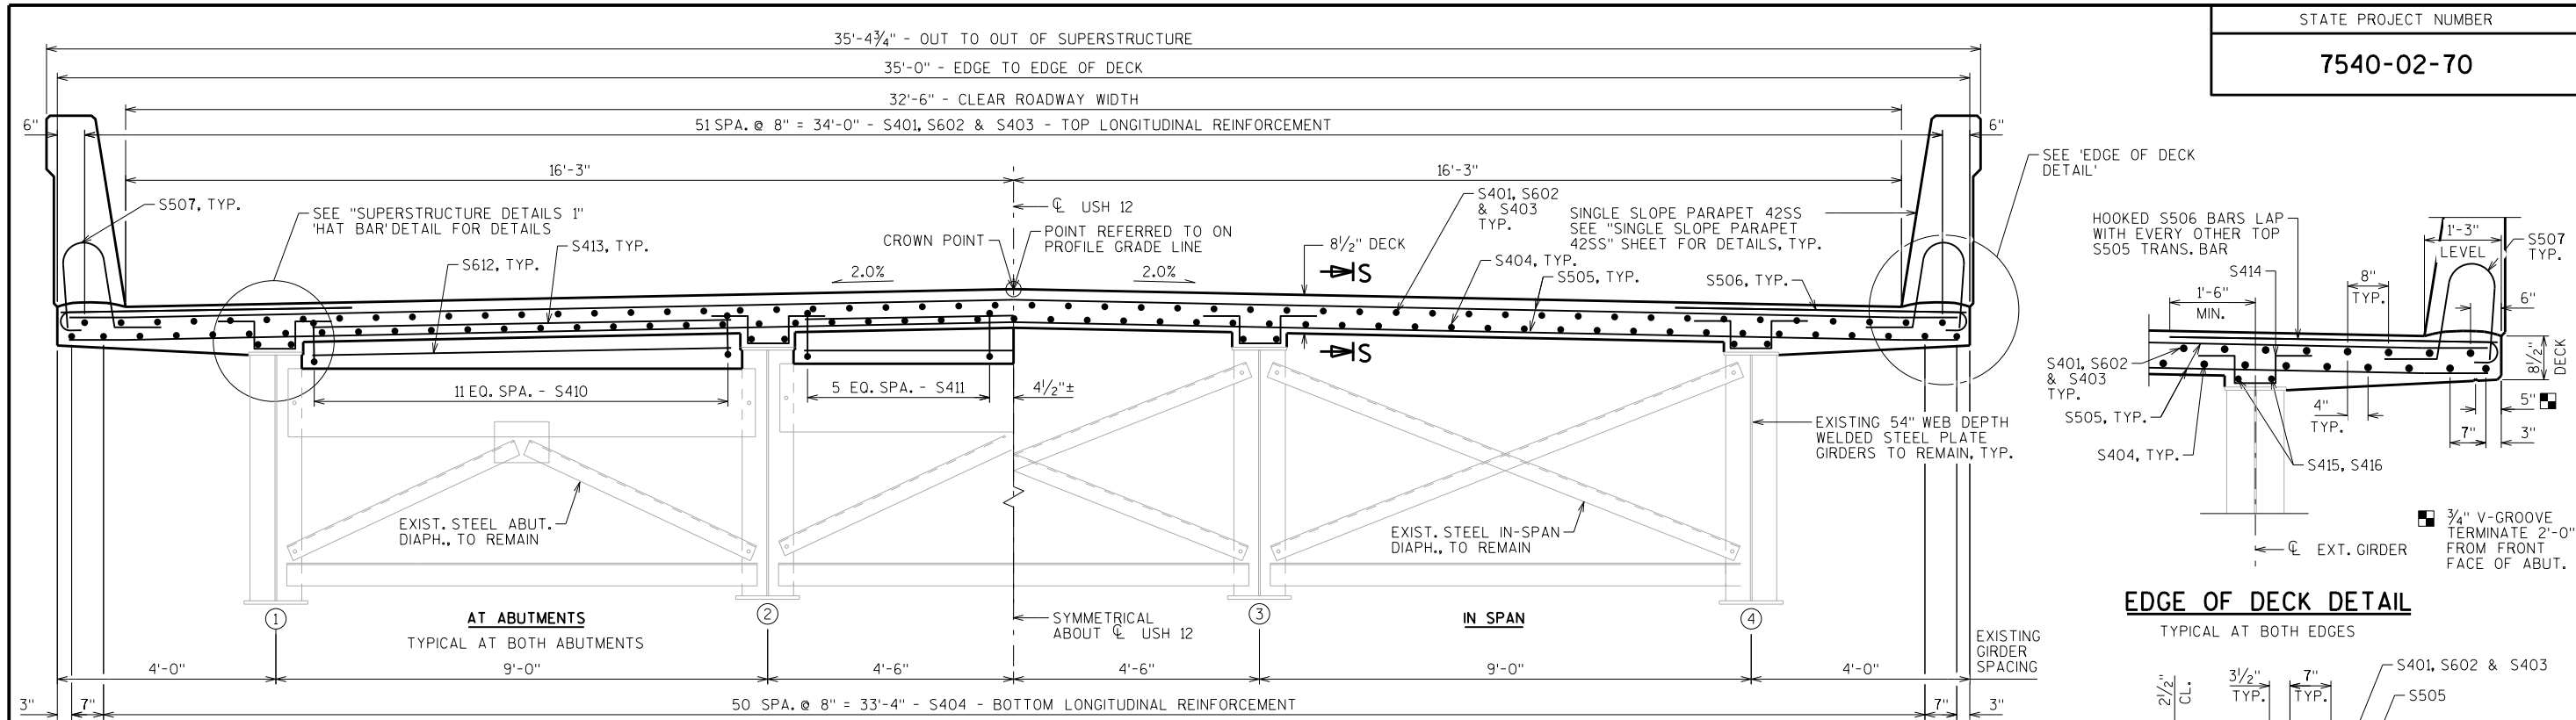 STATE PROJECT NUMBER
7540-02-70
35'-4¾" - OUT TO OUT OF SUPERSTRUCTURE
35'-0" - EDGE TO EDGE OF DECK
32'-6" - CLEAR ROADWAY WIDTH
6"
51 SPA. @ 8" = 34'-0" - S401, S602 & S403 - TOP LONGITUDINAL REINFORCEMENT
6"
16'-3"
16'-3"
SEE 'EDGE OF DECK
DETAIL'
S507, TYP.
SEE "SUPERSTRUCTURE DETAILS 1"
'HAT BAR' DETAIL FOR DETAILS
S413, TYP.
S612, TYP.
CROWN POINT
℄ USH 12
POINT REFERRED TO ON
PROFILE GRADE LINE
2.0%
2.0%
8½" DECK
S
S
S401, S602
& S403
TYP.
SINGLE SLOPE PARAPET 42SS
SEE "SINGLE SLOPE PARAPET
42SS" SHEET FOR DETAILS, TYP.
S404, TYP.
S505, TYP.
S506, TYP.
11 EQ. SPA. - S410
5 EQ. SPA. - S411
4½"±
EXISTING 54" WEB DEPTH
WELDED STEEL PLATE
GIRDERS TO REMAIN, TYP.
EXIST. STEEL ABUT.
DIAPH., TO REMAIN
EXIST. STEEL IN-SPAN
DIAPH., TO REMAIN
1
2
3
4
AT ABUTMENTS
TYPICAL AT BOTH ABUTMENTS
SYMMETRICAL
ABOUT ℄ USH 12
IN SPAN
EXISTING
GIRDER
SPACING
4'-0"
9'-0"
4'-6"
4'-6"
9'-0"
4'-0"
3"
7"
50 SPA. @ 8" = 33'-4" - S404 - BOTTOM LONGITUDINAL REINFORCEMENT
7"
3"
HOOKED S506 BARS LAP
WITH EVERY OTHER TOP
S505 TRANS. BAR
1'-3"
LEVEL
S507
TYP.
S414
8"
TYP.
1'-6"
MIN.
6"
S401, S602
& S403
TYP.
8½"
DECK
S505, TYP.
4"
TYP.
5"
7"
3"
S404, TYP.
S415, S416
¾" V-GROOVE
TERMINATE 2'-0"
FROM FRONT
FACE OF ABUT.
℄ EXT. GIRDER
EDGE OF DECK DETAIL
TYPICAL AT BOTH EDGES
2½"
CL.
3½"
TYP.
7"
TYP.
S401, S602 & S403
S505